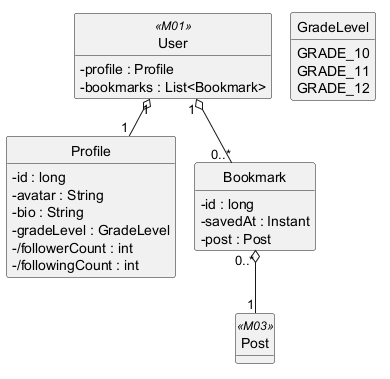 «M01»
User
-profile : Profile
-bookmarks : List<Bookmark>
GradeLevel
GRADE_10
GRADE_11
GRADE_12
1
1
1
0..*
Profile
-id : long
-avatar : String
-bio : String
-gradeLevel : GradeLevel
-/followerCount : int
-/followingCount : int
Bookmark
-id : long
-savedAt : Instant
-post : Post
0..*
1
«M03»
Post